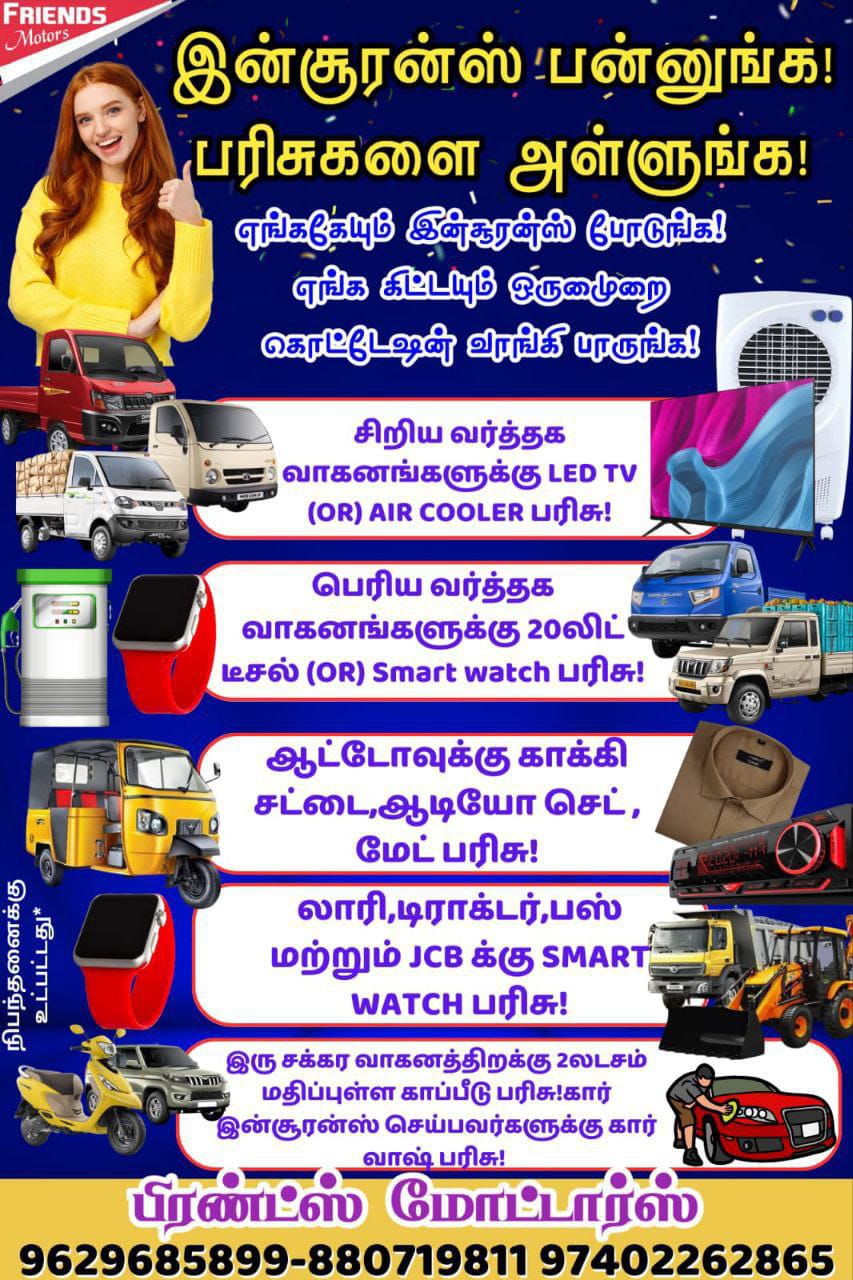 FRIENDS
Motors
இன்சூரன்ஸ் பன்னுங்க!
பரிசுகளை அள்ளுங்க!
எங்ககேயும் இன்சூரன்ஸ் போடுங்க!
எங்க கிட்டயும் ஒருமுைறை
கொட்டேஷன் வாங்கி பாருங்க!
சிறிய வர்த்தக
வாகனங்களுக்கு LED TV
(OR) AIR COOLER பரிசு!
பெரிய வர்த்தக
வாகனங்களுக்கு 20லிட்
டீசல் (OR) Smart watch பரிசு!
ஆட்டோவுக்கு காக்கி
சட்டை,ஆடியோ செட் ,
மேட் பரிசு!
லாரி,டிராக்டர்,பஸ்
மற்றும் JCB க்கு SMART
WATCH பரிசு!
நிபந்தனைக்கு
உட்பட்டது*
இரு சக்கர வாகனத்திறக்கு 2லடசம்
மதிப்புள்ள காப்பீடு பரிசு!கார்
இன்சூரன்ஸ் செய்பவர்களுக்கு கார்
வாஷ் பரிசு!
பிரண்ட்ஸ் மோட்டார்ஸ்
9629685899-880719811 97402262865